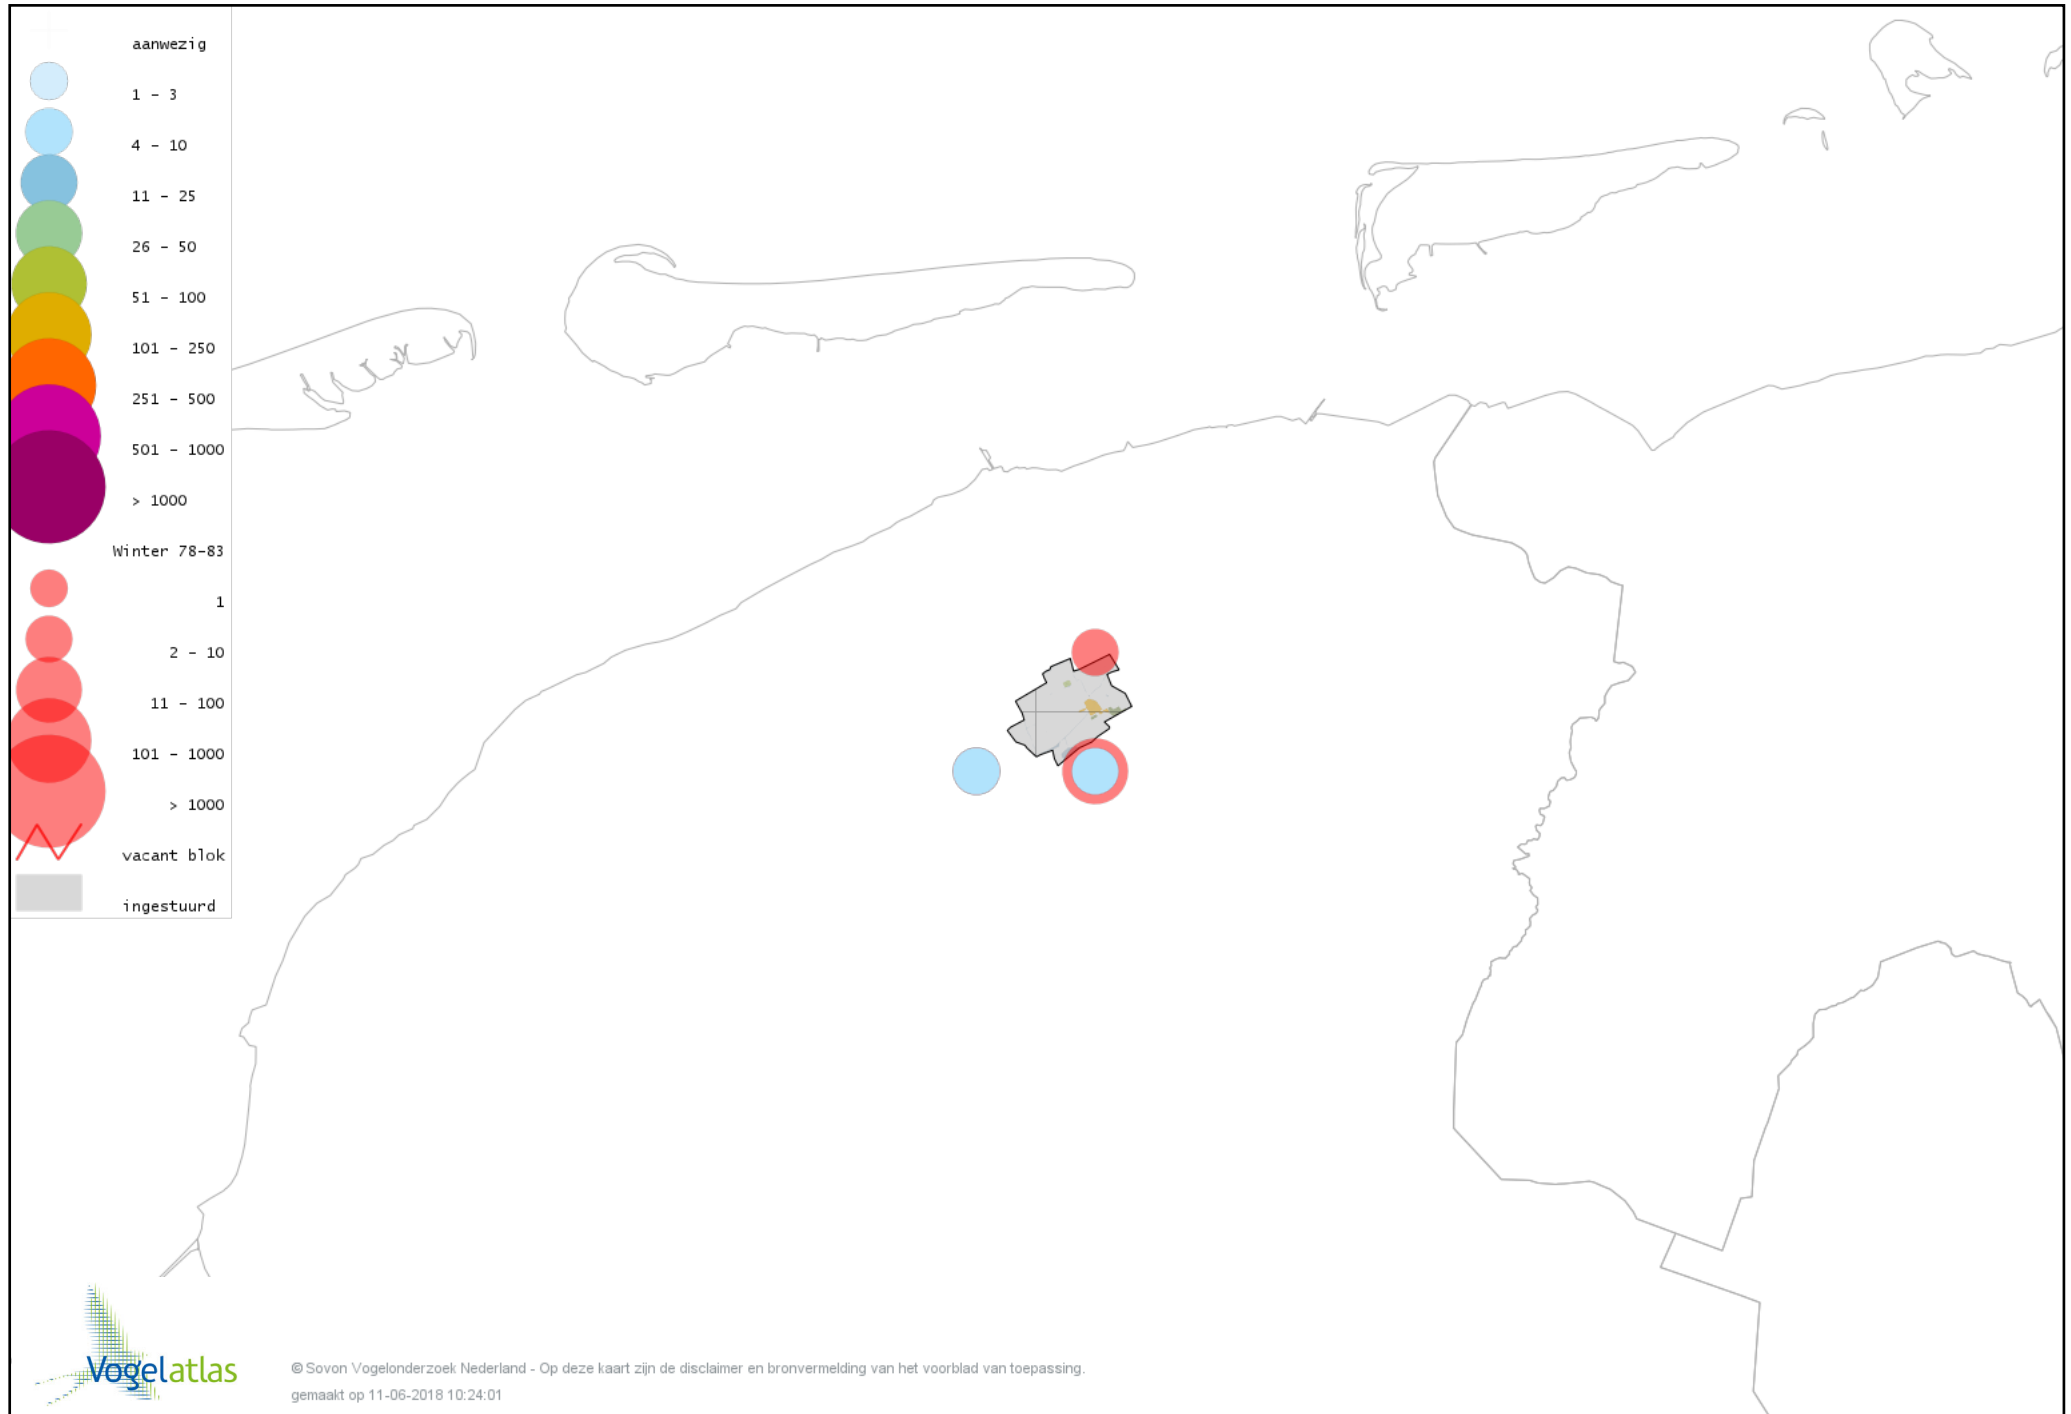 aanwezig
1 - 3
4 - 10
11 - 25
26 - 50
51 - 100
101 - 250
251 - 500
501 - 1000
> 1000
Winter 78-83
1
2 - 10
11 - 100
101 - 1000
> 1000
vacant blok
ingestuurd
Vogelatlas
© Sovon Vogelonderzoek Nederland - Op deze kaart zijn de disclaimer en bronvermelding van het voorblad van toepassing.
gemaakt op 11-06-2018 10:24:01